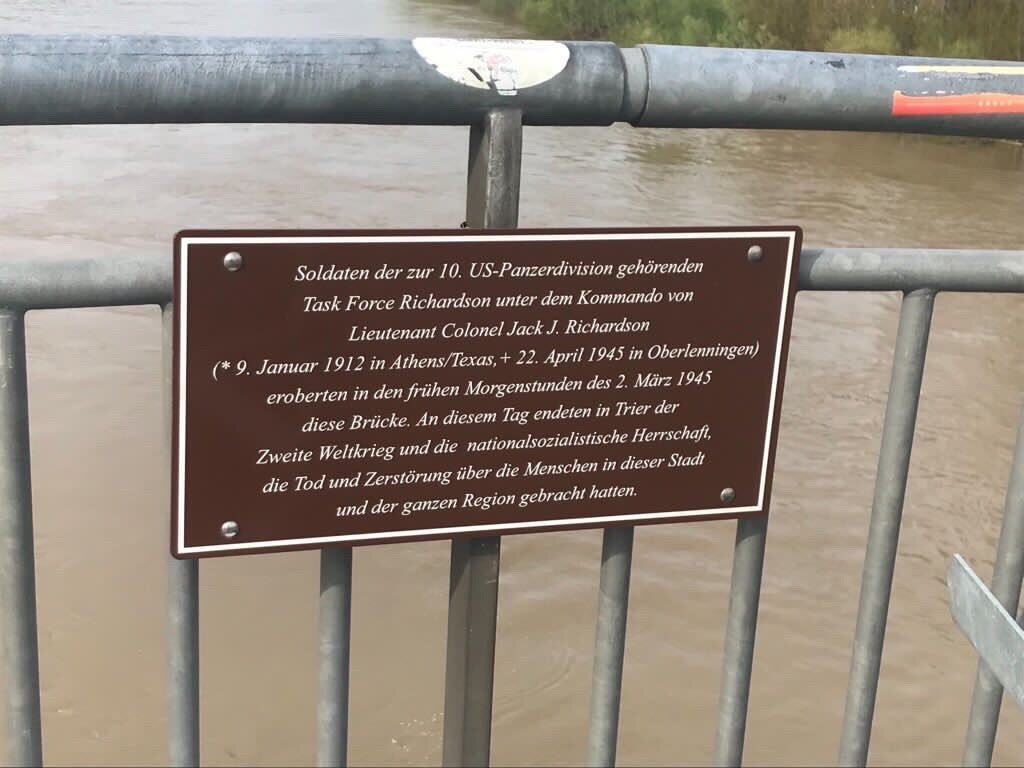 Soldaten der zur 10. US-Panzerdivision gehörenden
Task Force Richardson unter dem Kommando von
Lieutenant Colonel Jack J. Richardson
(* 9. Januar 1912 in Athens/Texas,+ 22. April 1945 in Oberlenningen)
eroberten in den frühen Morgenstunden des 2. März 1945
diese Brücke. An diesem Tag endeten in Trier der
Zweite Weltkrieg und die nationalsozialistische Herrschaft,
die Tod und Zerstörung über die Menschen in dieser Stadt
und der ganzen Region gebracht hatten.